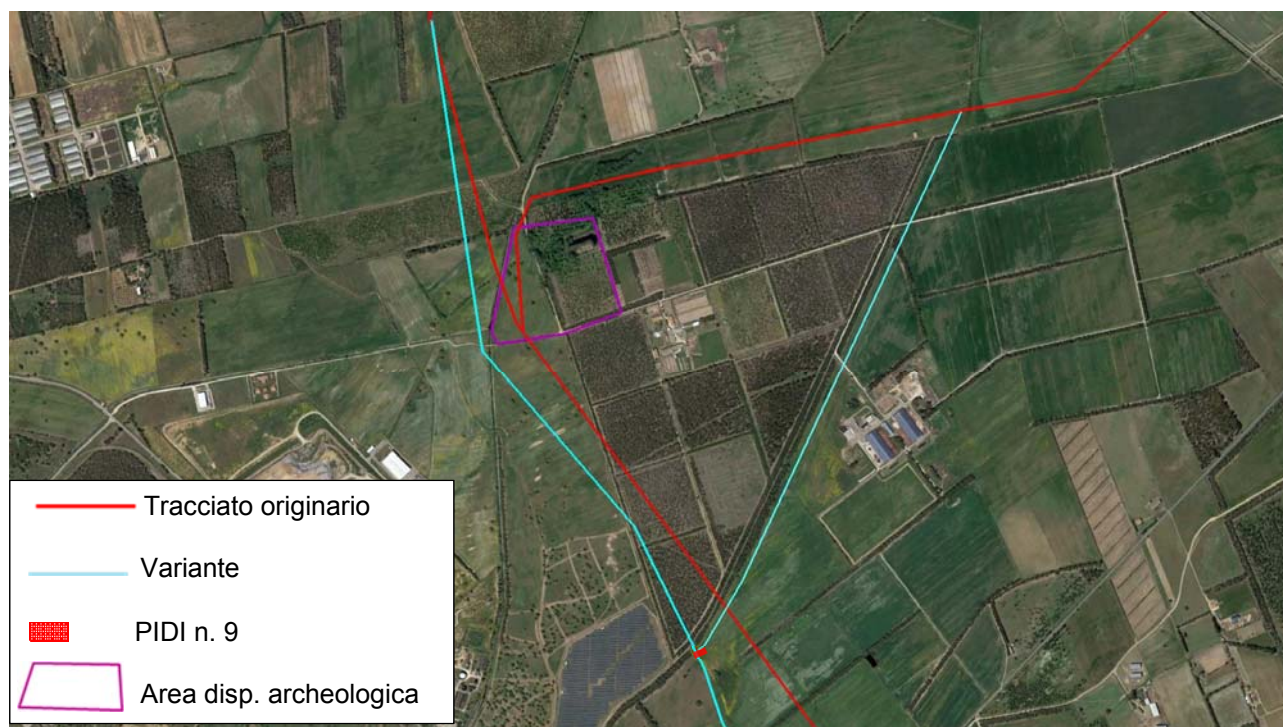 Tracciato originario
Variante
PIDI n. 9
Area disp. archeologica